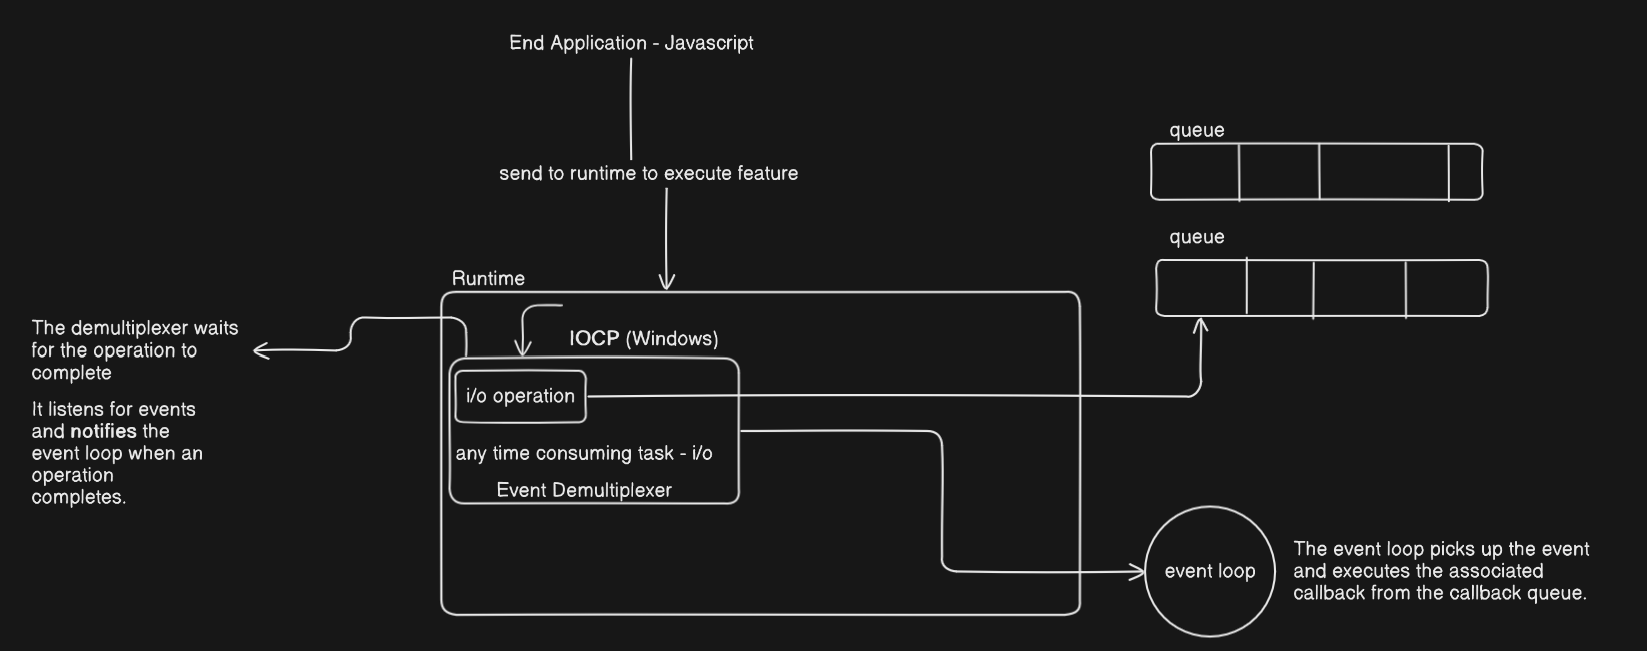 End Application - Javascript
send to runtime to execute feature
queue
queue
Runtime
IOCP (Windows)
i/o operation
any time consuming task - i/o
Event Demultiplexer
The demultiplexer waits
for the operation to
complete
It listens for events
and notifies the
event loop when an
operation
completes.
event loop
The event loop picks up the event
and executes the associated
callback from the callback queue.